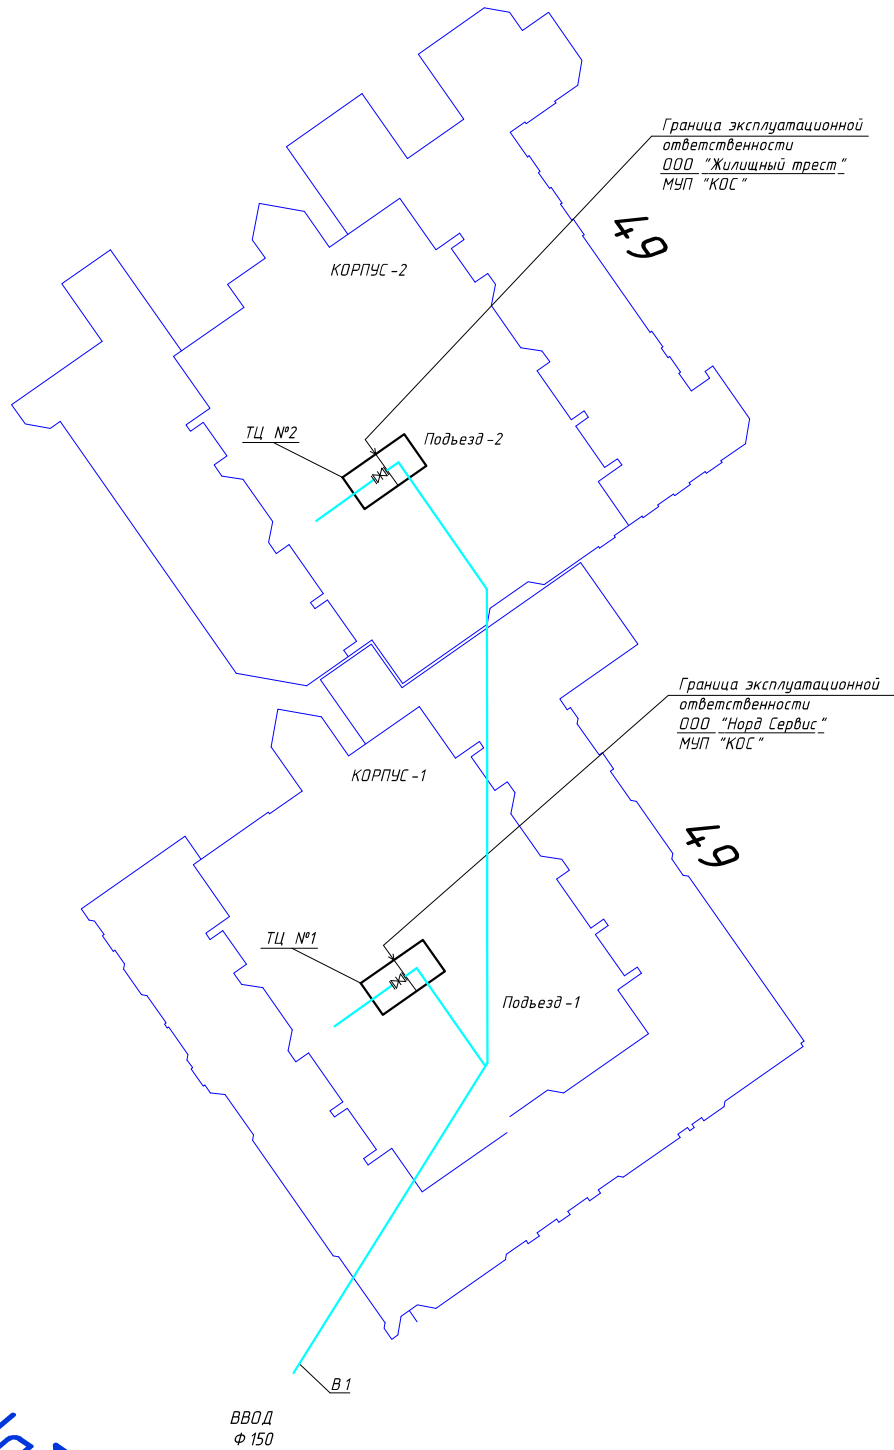 Граница эксплуатационной
ответственности
ООО "Жилищный трест"
МУП "КОС"
49
КОРПУС-2
ТЦ №2
Подъезд-2
Граница эксплуатационной
ответственности
ООО "Норд Сервис"
МУП "КОС"
КОРПУС-1
49
ТЦ №1
Подъезд-1
В1
ВВОД
Ф150